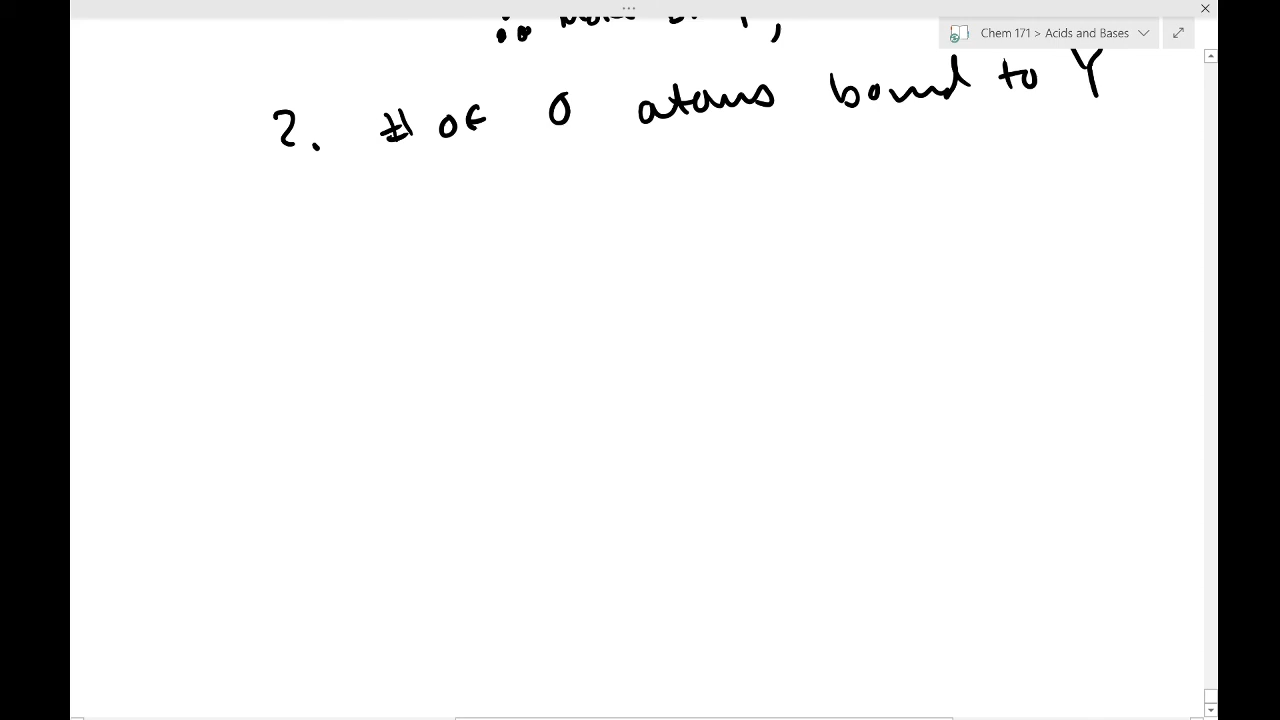 Chem 171 > Acids and Bases
2. # of O atoms bound to Y